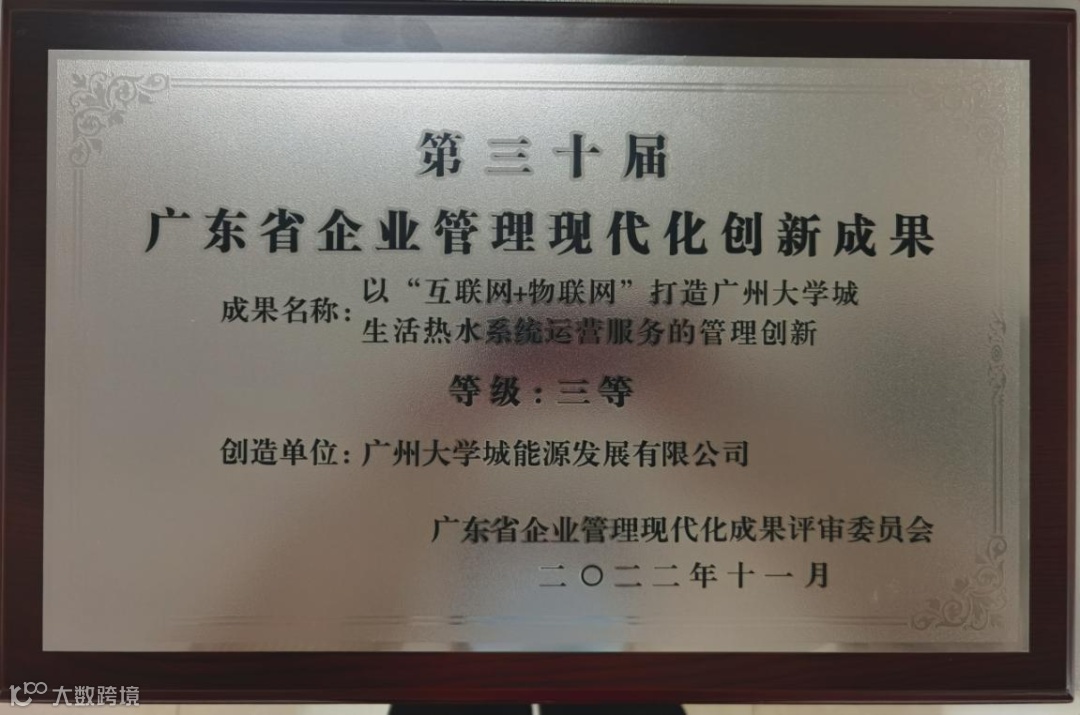 第三十届
广东省企业管理现代化创新成果
成果名称：以“互联网+物联网”打造广州大学城
生活热水系统运营服务的管理创新
等级：三等
创造单位：广州大学城能源发展有限公司
广东省企业管理现代化成果评审委员会
二〇二二年十一月
大数跨境